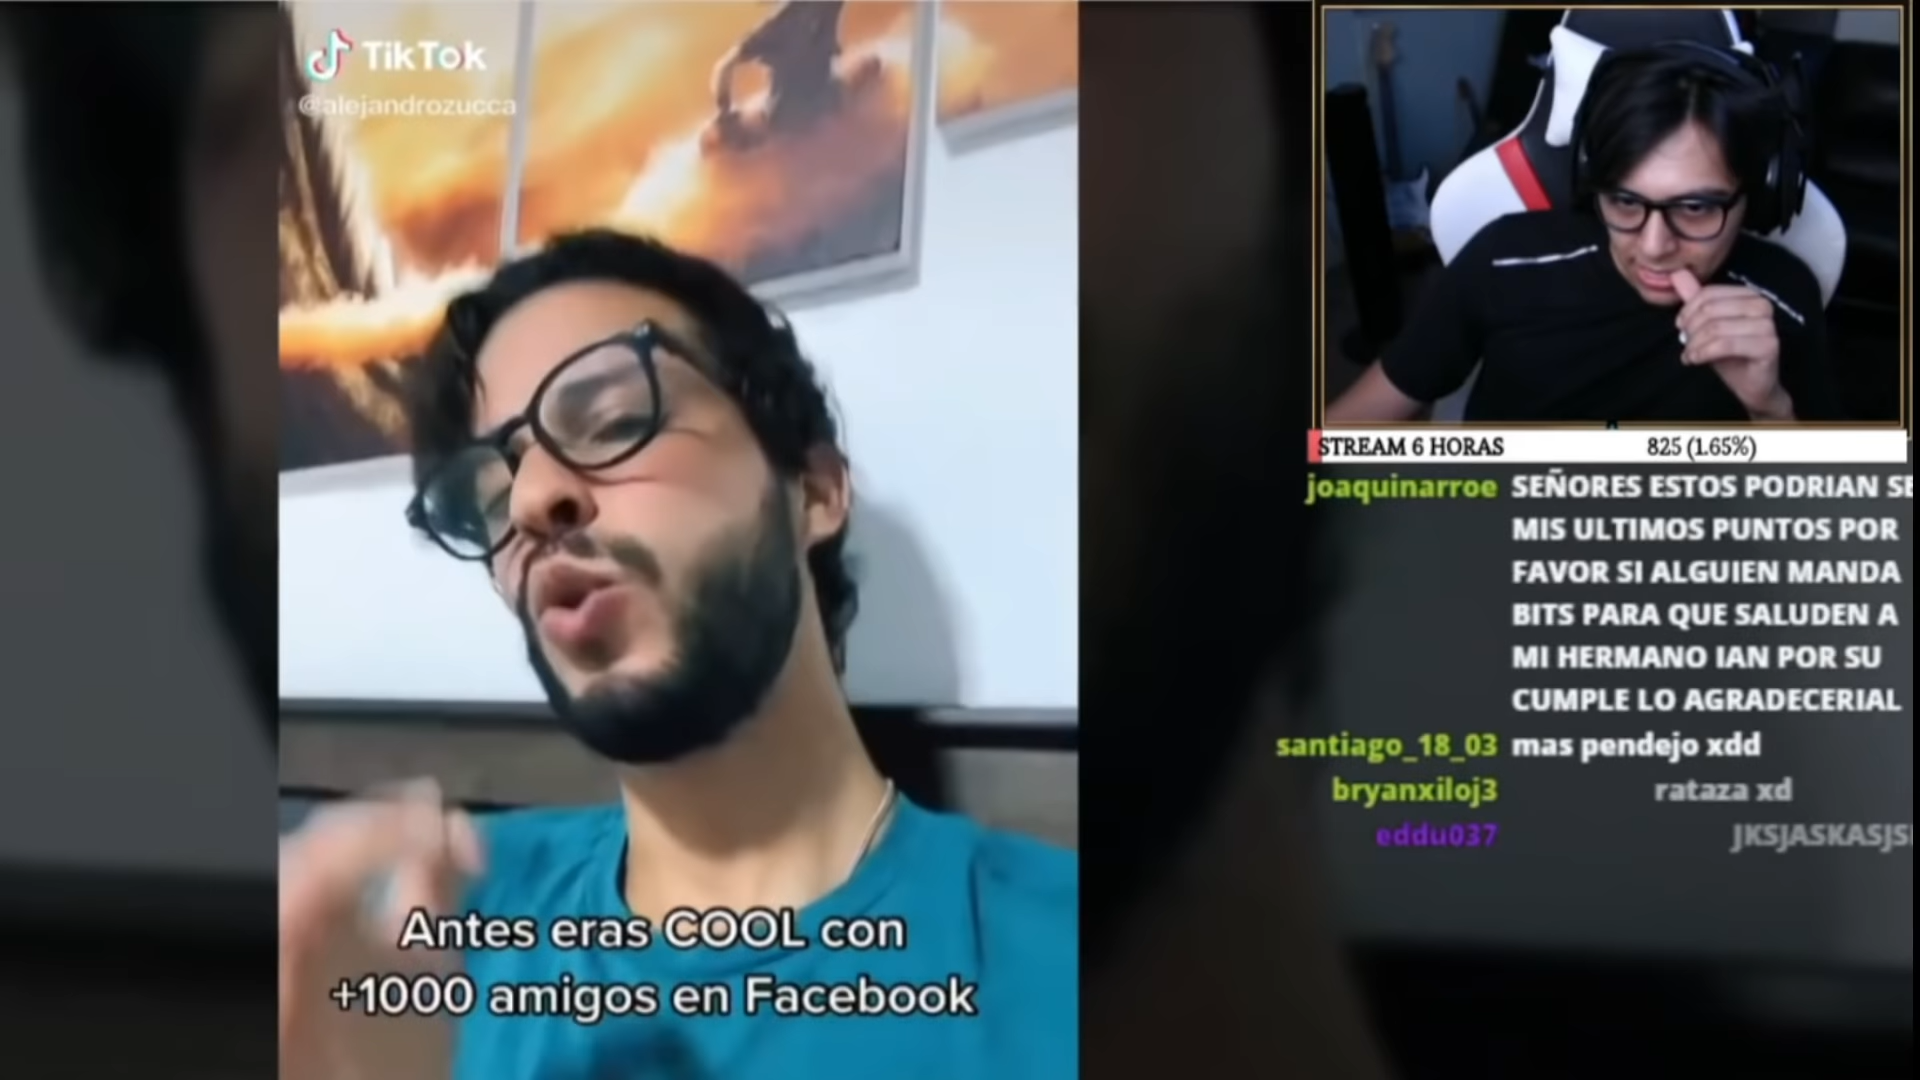 TikTok
@alejandrozucca
Antes eras COOL con
+1000 amigos en Facebook
STREAM 6 HORAS 825 (1.65%)
joaquinarroe SEÑORES ESTOS PODRIAN SE
MIS ULTIMOS PUNTOS POR
FAVOR SI ALGUIEN MANDA
BITS PARA QUE SALUDEN A
MI HERMANO IAN POR SU
CUMPLE LO AGRADECERIAL
santiago_18_03 mas pendejo xdd
bryanxiloj3 rataza xd
eddu037 JKSJASKASJS